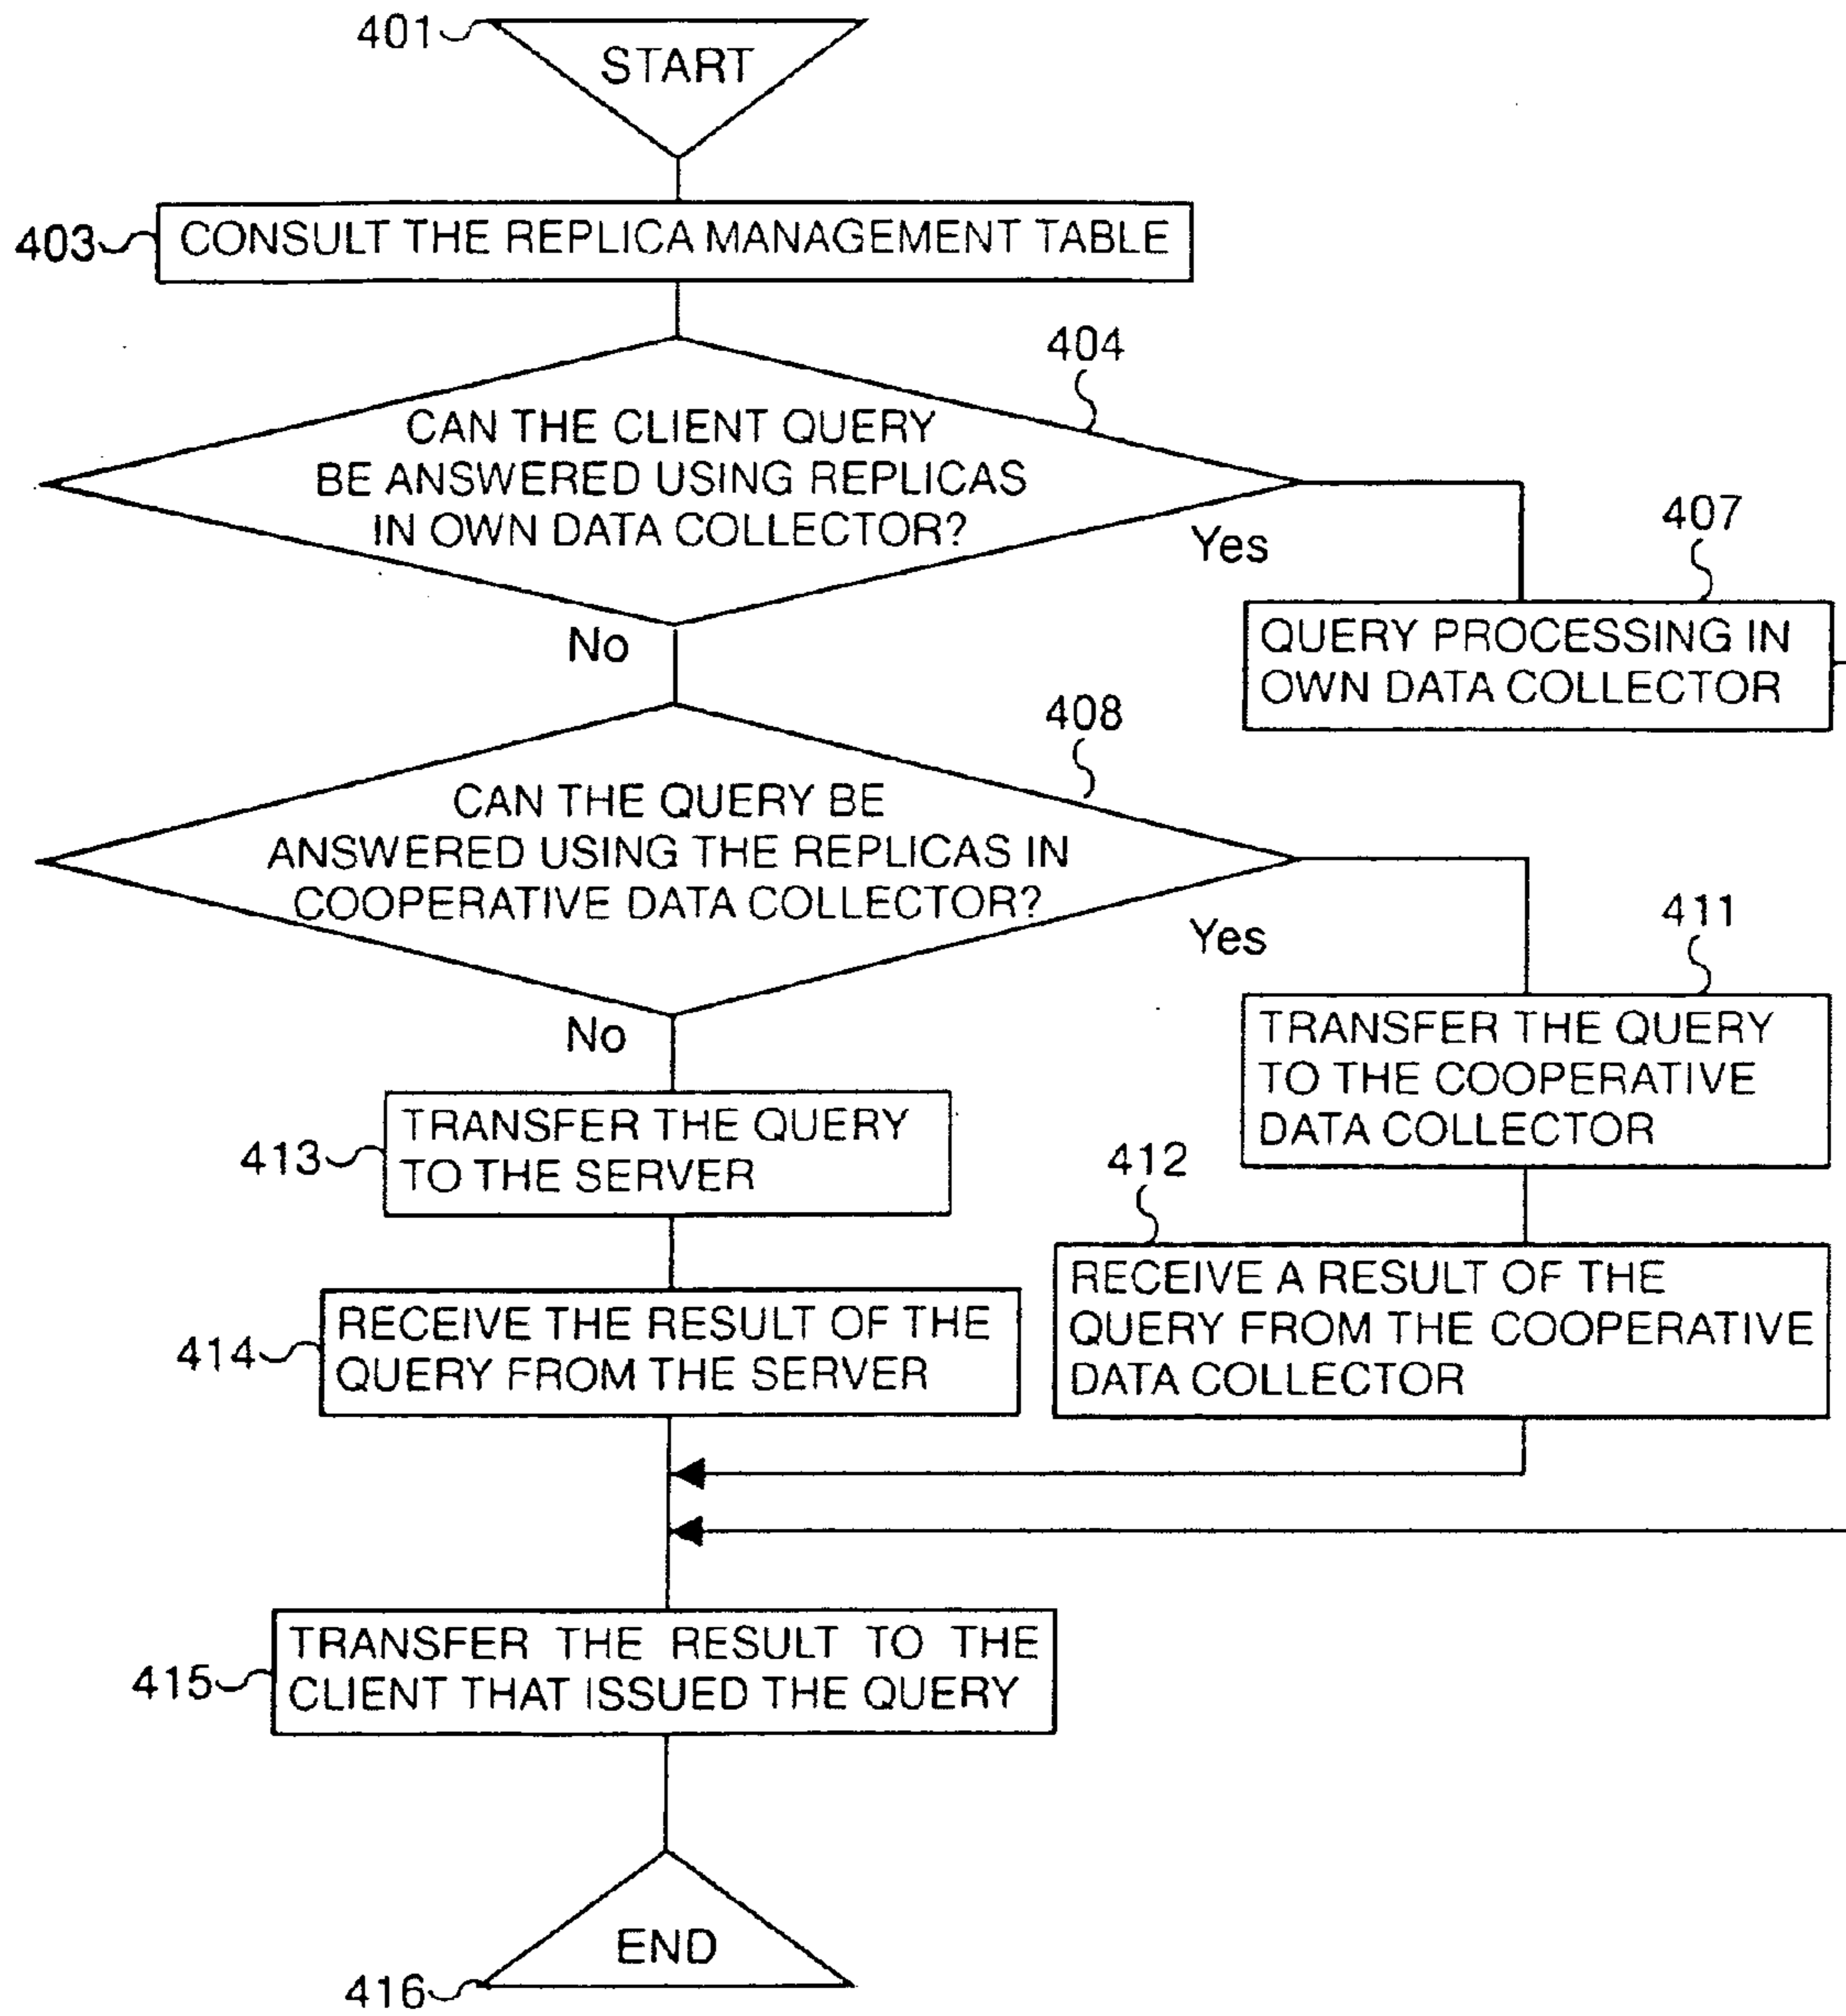 401
START
403
CONSULT THE REPLICA MANAGEMENT TABLE
404
CAN THE CLIENT QUERY
BE ANSWERED USING REPLICAS
IN OWN DATA COLLECTOR?
Yes
No
407
QUERY PROCESSING IN
OWN DATA COLLECTOR
408
CAN THE QUERY BE
ANSWERED USING THE REPLICAS IN
COOPERATIVE DATA COLLECTOR?
Yes
No
411
TRANSFER THE QUERY
TO THE COOPERATIVE
DATA COLLECTOR
413
TRANSFER THE QUERY
TO THE SERVER
412
RECEIVE A RESULT OF THE
QUERY FROM THE COOPERATIVE
DATA COLLECTOR
414
RECEIVE THE RESULT OF THE
QUERY FROM THE SERVER
415
TRANSFER THE RESULT TO THE
CLIENT THAT ISSUED THE QUERY
END
416